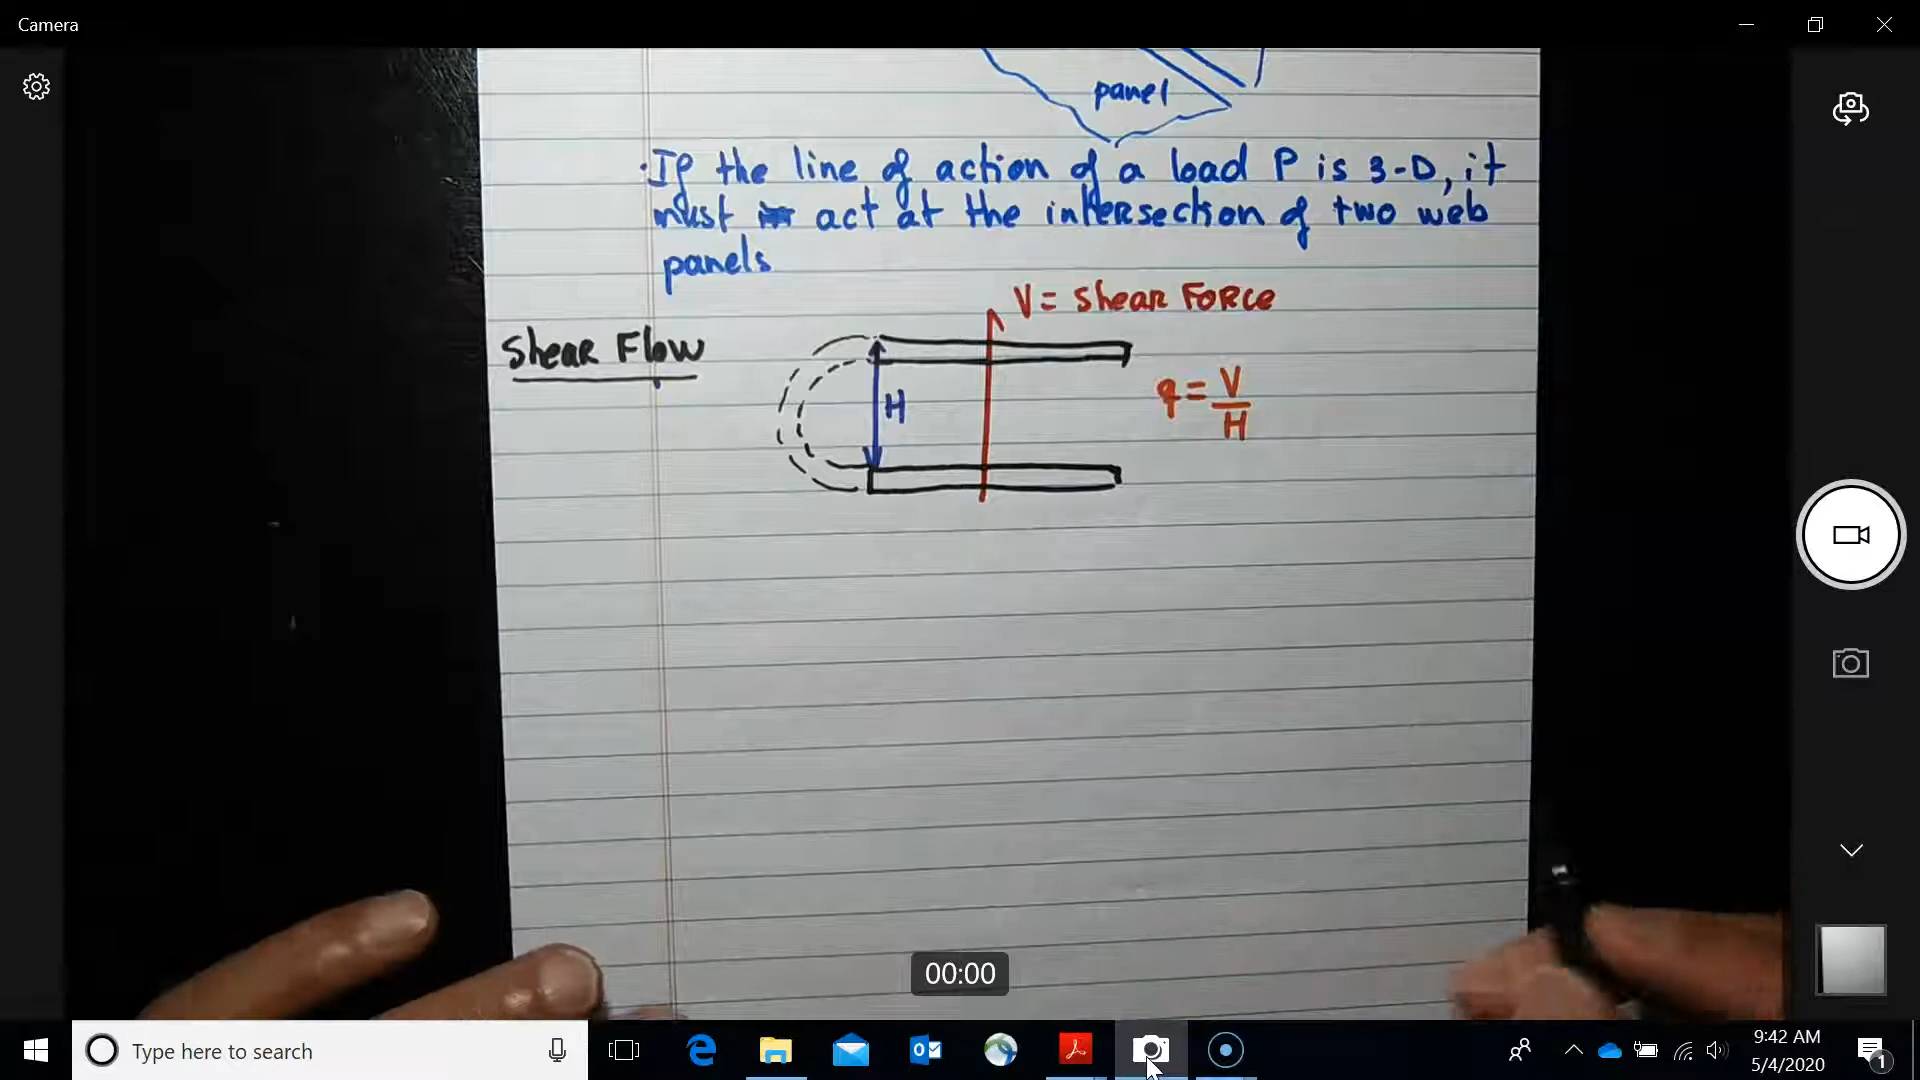 Camera
panel
· If the line of action of a load P is 3-D, it
must act at the intersection of two web
panels
V = Shear Force
Shear Flow
H
q = V/H
00:00
Type here to search
9:42 AM
5/4/2020
1